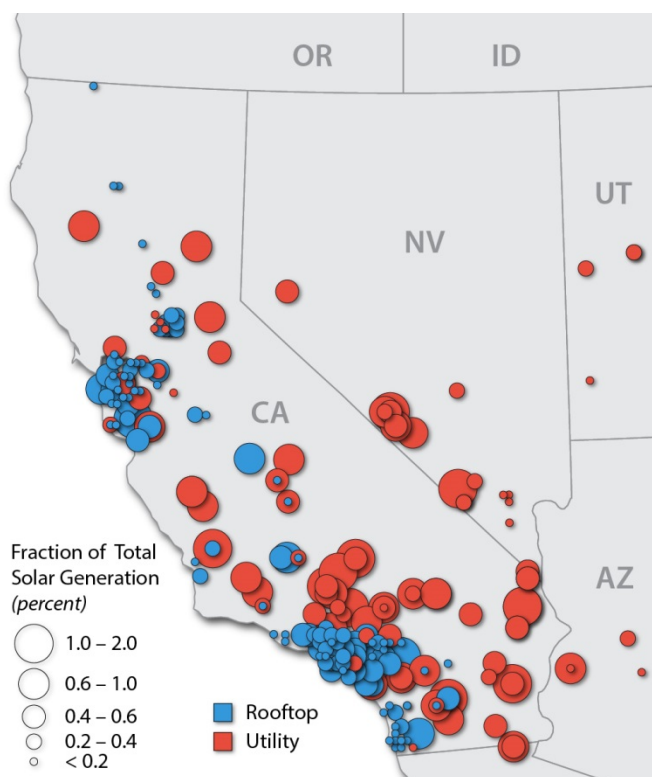 OR
ID
UT
NV
CA
AZ
Fraction of Total
Solar Generation
(percent)
1.0 – 2.0
0.6 – 1.0
0.4 – 0.6
0.2 – 0.4
< 0.2
Rooftop
Utility